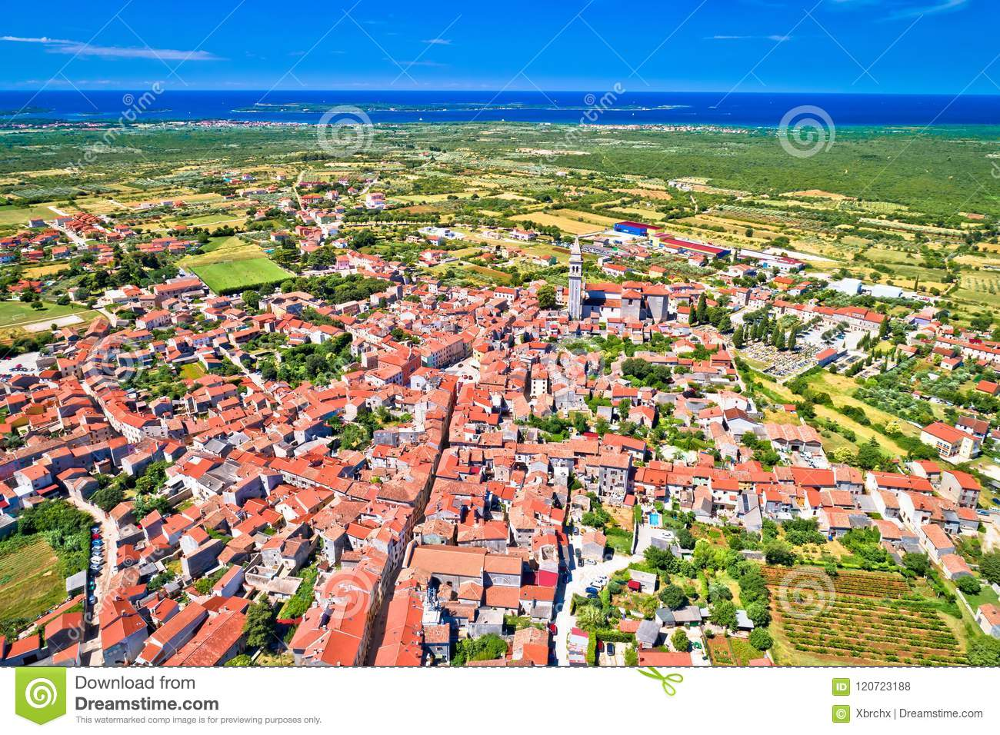 Download from
Dreamstime.com
This watermarked comp image is for previewing purposes only.
ID 120723188
© Xbrchx | Dreamstime.com